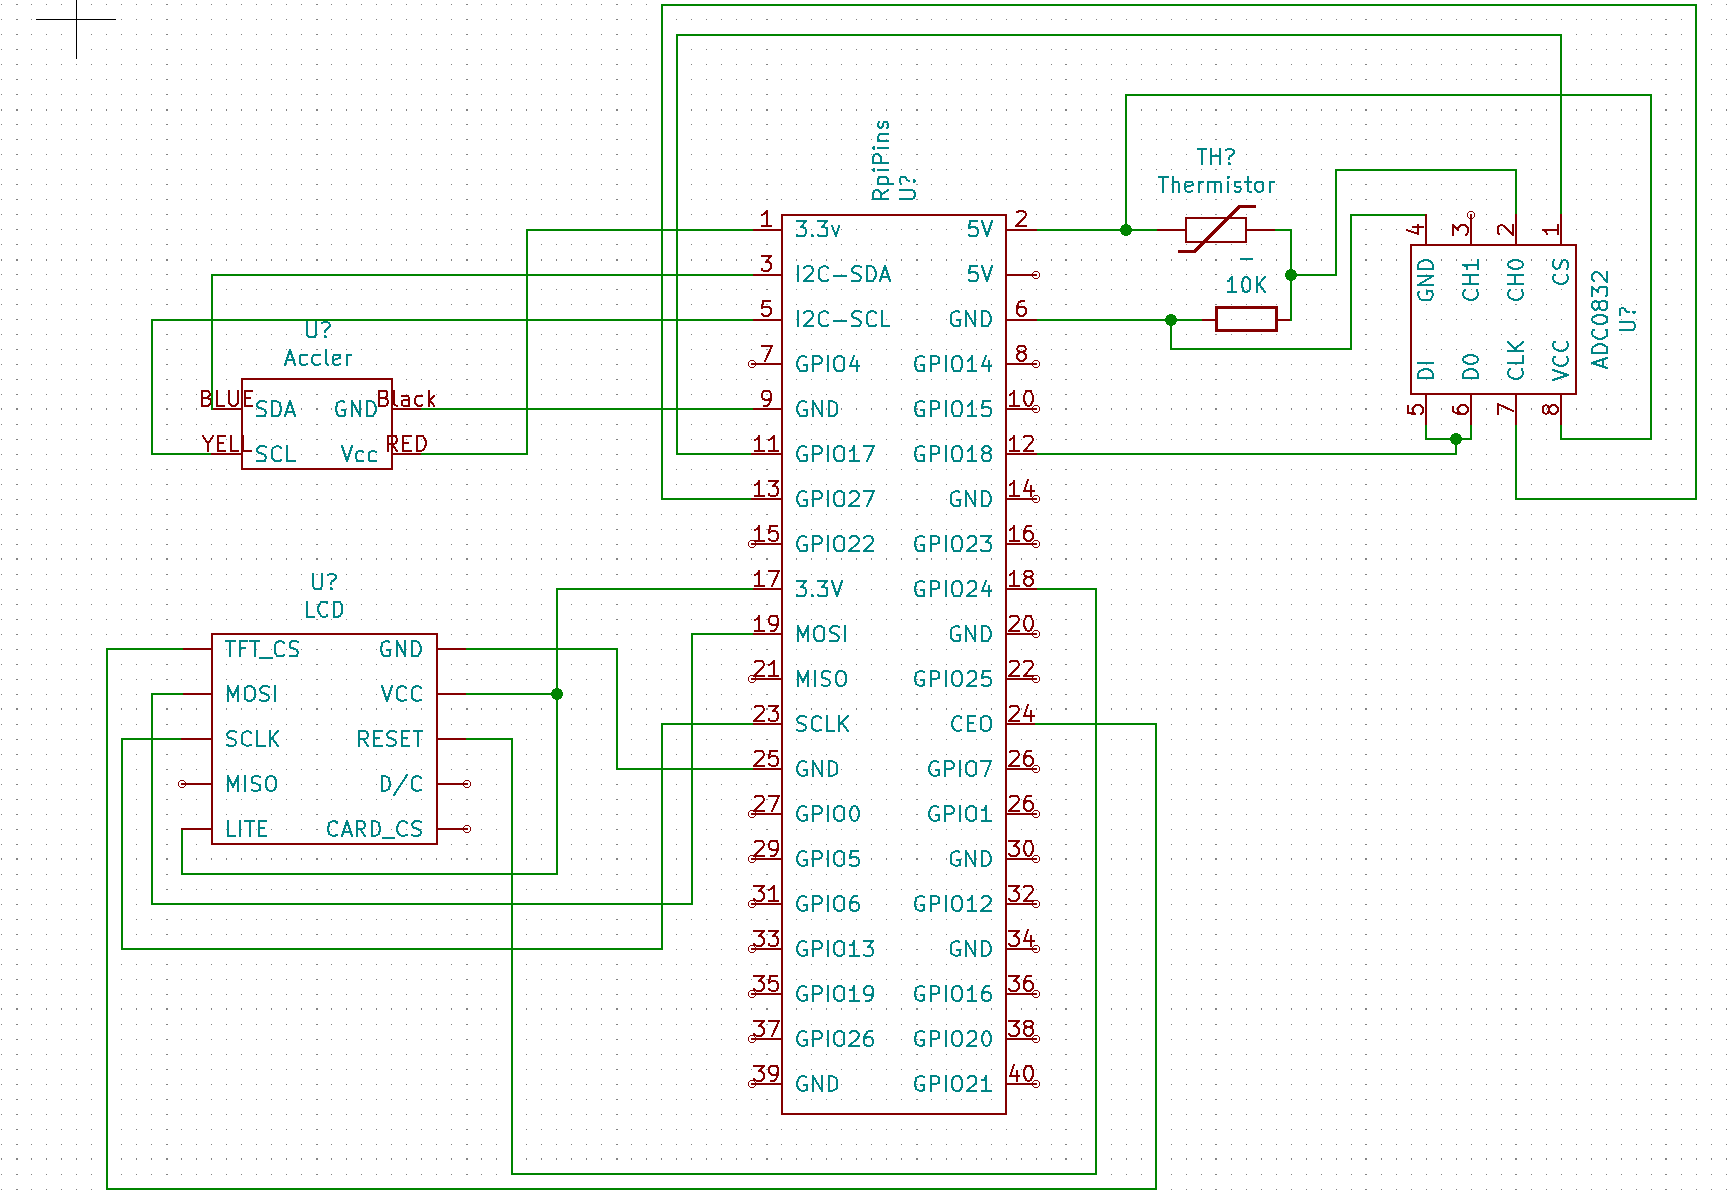 RpiPins
U?
1 3.3v
3 I2C-SDA
5 I2C-SCL
7 GPIO4
9 GND
11 GPIO17
13 GPIO27
15 GPIO22
17 3.3V
19 MOSI
21 MISO
23 SCLK
25 GND
27 GPIO0
29 GPIO5
31 GPIO6
33 GPIO13
35 GPIO19
37 GPIO26
39 GND
5V 2
5V
GND 6
GPIO14 8
GPIO15 10
GPIO18 12
GND 14
GPIO23 16
GPIO24 18
GND 20
GPIO25 22
CEO 24
GPIO7 26
GPIO1 26
GND 30
GPIO12 32
GND 34
GPIO16 36
GPIO20 38
GPIO21 40
U?
Accler
BLUE SDA GND Black
YELL SCL Vcc RED
U?
LCD
TFT_CS GND
MOSI VCC
SCLK RESET
MISO D/C
LITE CARD_CS
TH?
Thermistor
10K
4 3 2 1
GND CH1 CH0 CS
DI DO CLK VCC
5 6 7 8
ADC0832
U?